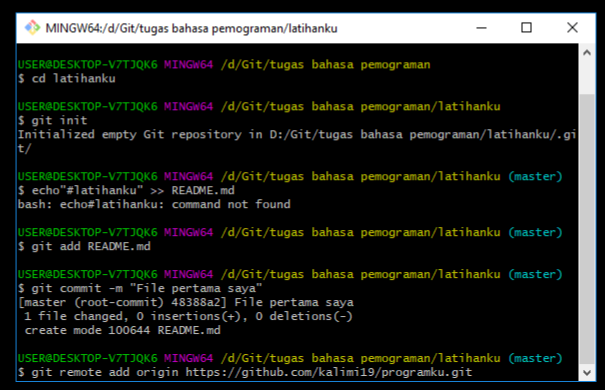 MINGW64:/d/Git/tugas bahasa pemograman/latihanku
USER@DESKTOP-V7TJQK6 MINGW64 /d/Git/tugas bahasa pemograman
$ cd latihanku
USER@DESKTOP-V7TJQK6 MINGW64 /d/Git/tugas bahasa pemograman/latihanku
$ git init
Initialized empty Git repository in D:/Git/tugas bahasa pemograman/latihanku/.gi
t/
USER@DESKTOP-V7TJQK6 MINGW64 /d/Git/tugas bahasa pemograman/latihanku (master)
$ echo"#latihanku" >> README.md
bash: echo#latihanku: command not found
USER@DESKTOP-V7TJQK6 MINGW64 /d/Git/tugas bahasa pemograman/latihanku (master)
$ git add README.md
USER@DESKTOP-V7TJQK6 MINGW64 /d/Git/tugas bahasa pemograman/latihanku (master)
$ git commit -m "File pertama saya"
[master (root-commit) 48388a2] File pertama saya
 1 file changed, 0 insertions(+), 0 deletions(-)
 create mode 100644 README.md
USER@DESKTOP-V7TJQK6 MINGW64 /d/Git/tugas bahasa pemograman/latihanku (master)
$ git remote add origin https://github.com/kalimi19/programku.git